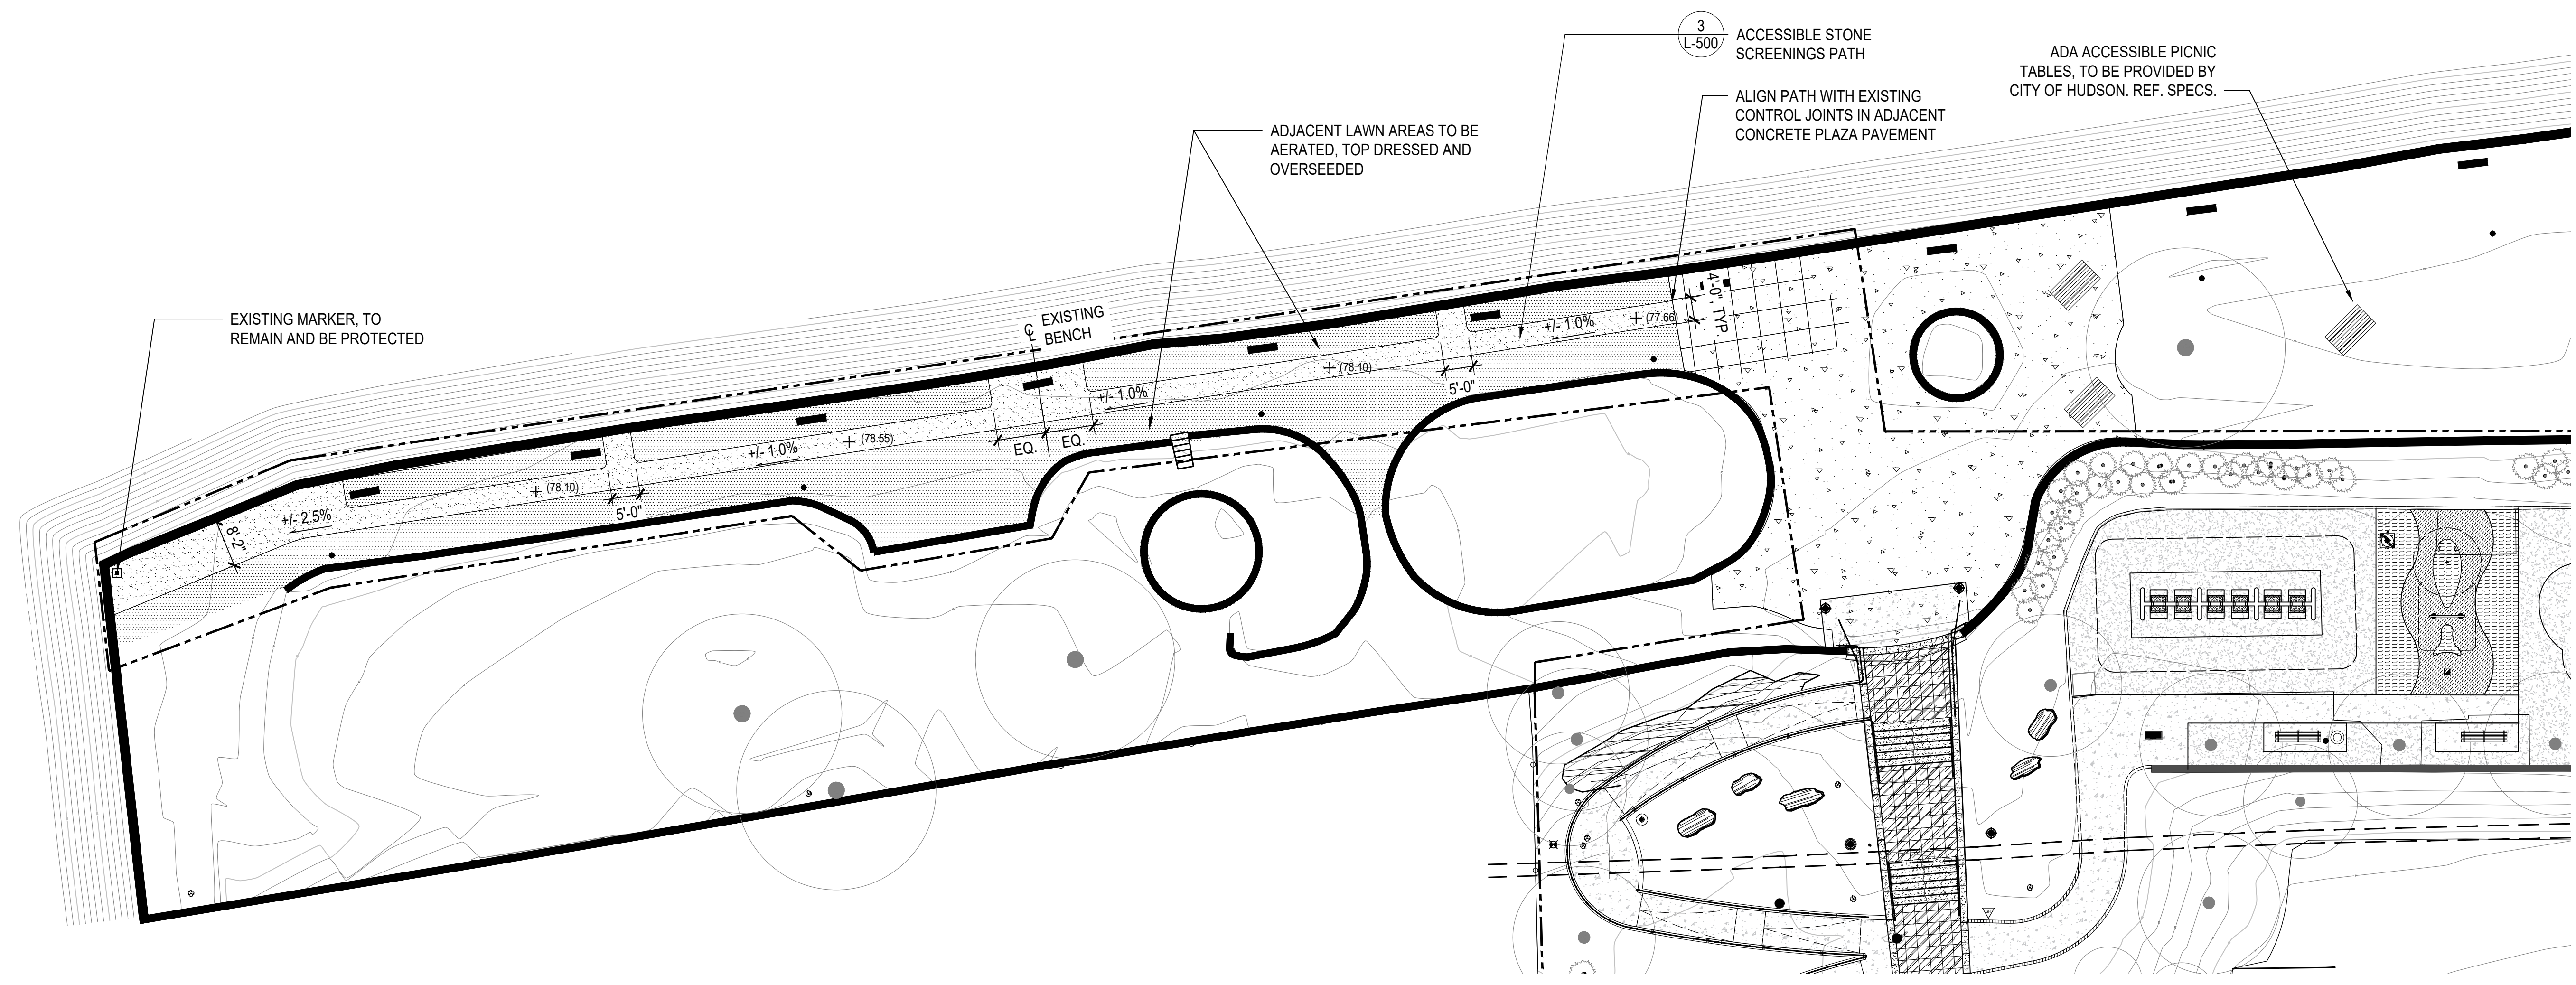 3
L-500
ACCESSIBLE STONE
SCREENINGS PATH
ADA ACCESSIBLE PICNIC
TABLES, TO BE PROVIDED BY
CITY OF HUDSON. REF. SPECS.
ALIGN PATH WITH EXISTING
CONTROL JOINTS IN ADJACENT
CONCRETE PLAZA PAVEMENT
ADJACENT LAWN AREAS TO BE
AERATED, TOP DRESSED AND
OVERSEEDED
EXISTING MARKER, TO
REMAIN AND BE PROTECTED
℄ EXISTING
BENCH
4'-0" TYP.
(77.66)
+/- 1.0%
(78.10)
5'-0"
+/- 1.0%
EQ.
EQ.
(78.55)
+/- 1.0%
(78.10)
5'-0"
+/- 2.5%
8'-2"